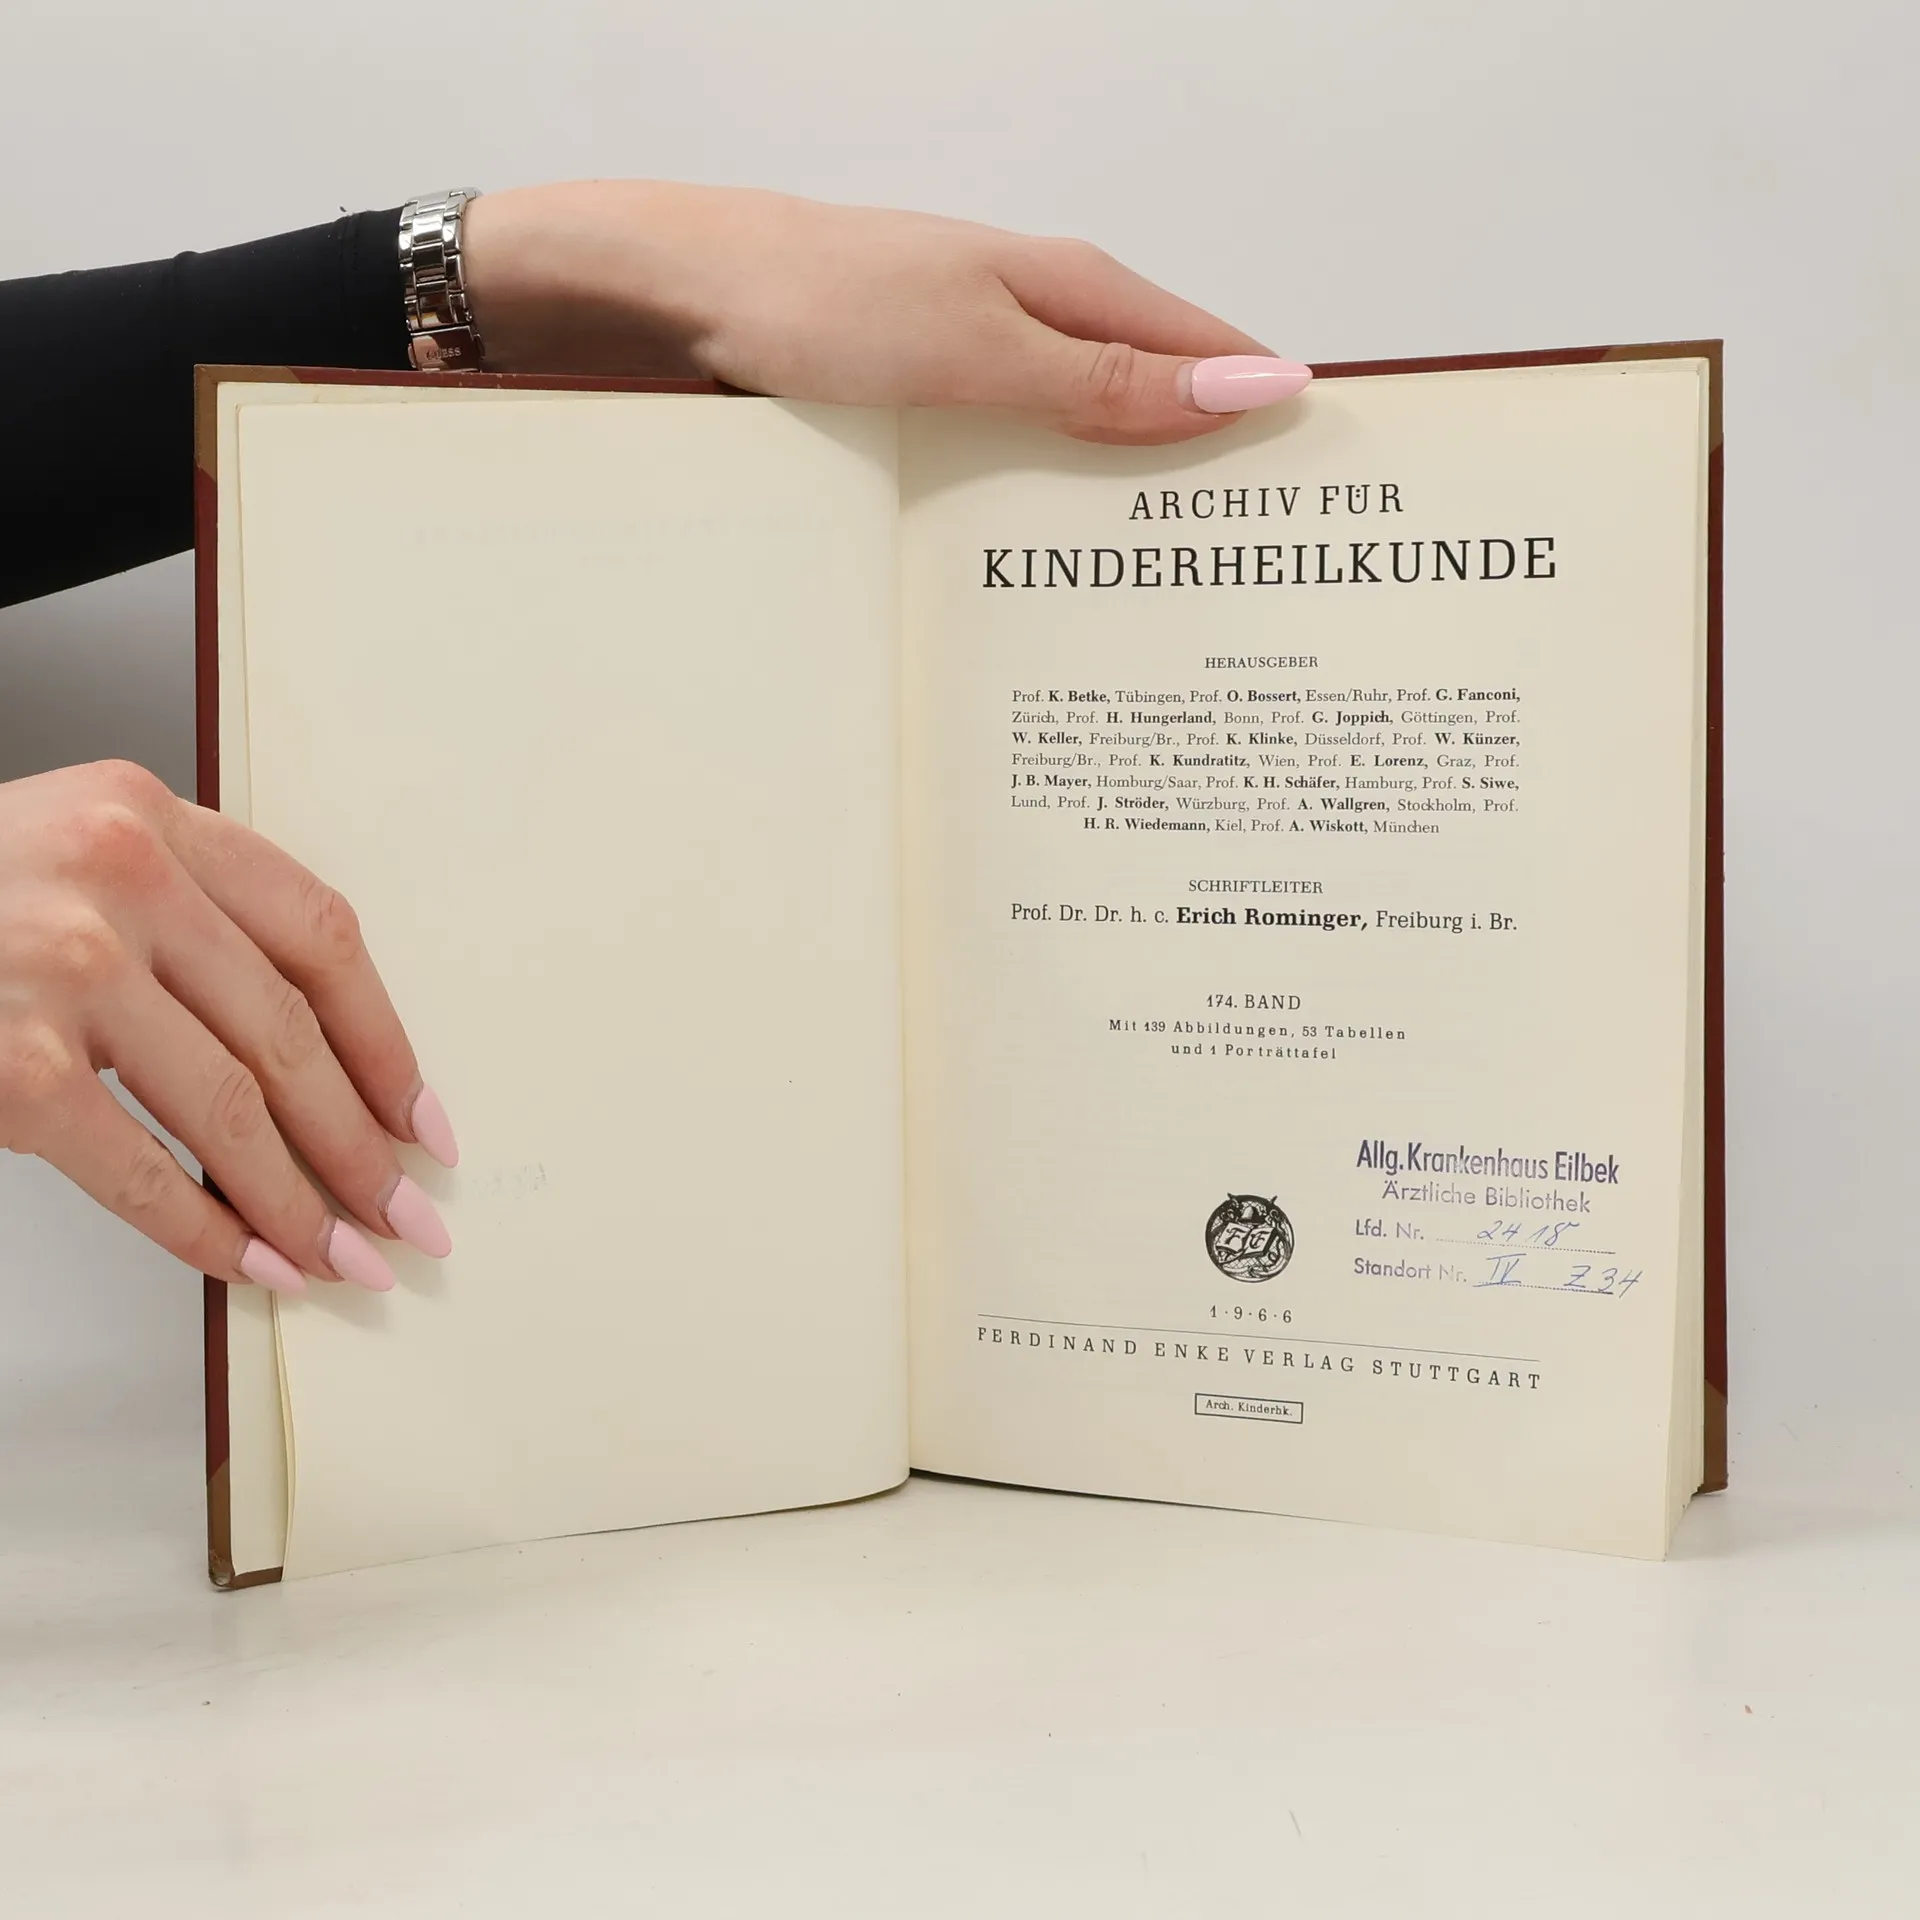 GUESS
ARCHIV FÜR
KINDERHEILKUNDE
HERAUSGEBER
Prof. K. Betke, Tübingen, Prof. O. Bossert, Essen/Ruhr, Prof. G. Fanconi,
Zürich, Prof. H. Hungerland, Bonn, Prof. G. Joppich, Göttingen, Prof.
W. Keller, Freiburg/Br., Prof. K. Klinke, Düsseldorf, Prof. W. Künzer,
Freiburg/Br., Prof. K. Kundratitz, Wien, Prof. E. Lorenz, Graz, Prof.
J. B. Mayer, Homburg/Saar, Prof. K. H. Schäfer, Hamburg, Prof. S. Siwe,
Lund, Prof. J. Ströder, Würzburg, Prof. A. Wallgren, Stockholm, Prof.
H. R. Wiedemann, Kiel, Prof. A. Wiskott, München
SCHRIFTLEITER
Prof. Dr. Dr. h. c. Erich Rominger, Freiburg i. Br.
174. BAND
Mit 139 Abbildungen, 53 Tabellen
und 1 Porträttafel
Allg. Krankenhaus Eilbek
Ärztliche Bibliothek
Lfd. Nr. 2418
Standort Nr. IV Z 34
F E
1·9·6·6
FERDINAND ENKE VERLAG STUTTGART
Arch. Kinderhk.